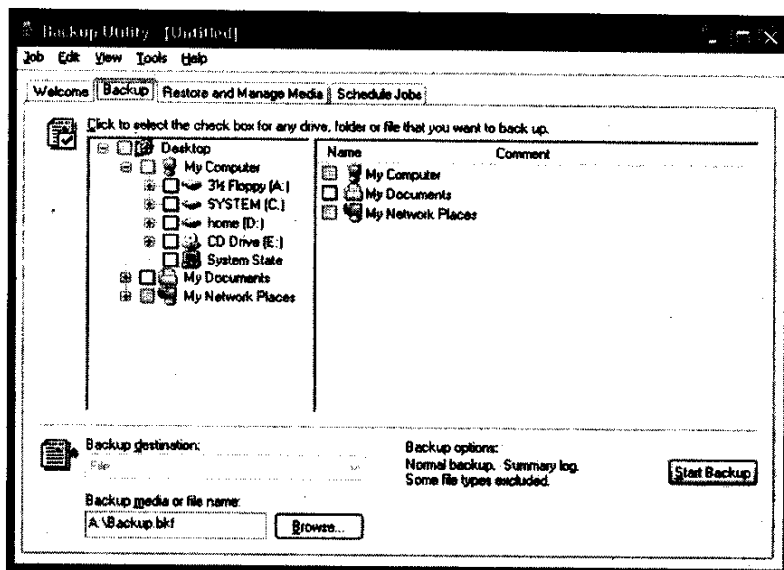 Backup Utility - [Untitled]
Job Edit View Tools Help
Welcome Backup Restore and Manage Media Schedule Jobs
Click to select the check box for any drive, folder or file that you want to back up.
Desktop
My Computer
3½ Floppy (A:)
SYSTEM (C:)
home (D:)
CD Drive (E:)
System State
My Documents
My Network Places
Name Comment
My Computer
My Documents
My Network Places
Backup destination:
File
Backup media or file name:
A:\Backup.bkf
Browse...
Backup options:
Normal backup. Summary log.
Some file types excluded.
Start Backup